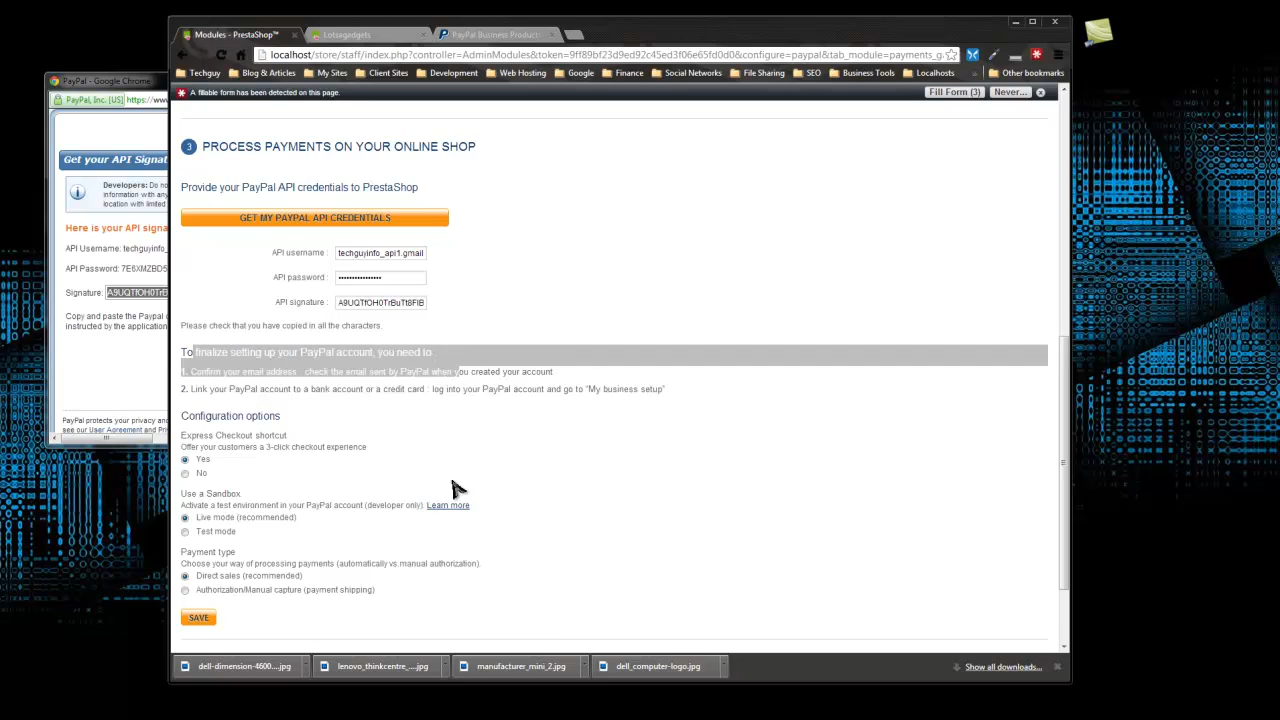 Modules - PrestaShop™
Lotsagadgets
PayPal Business Product
localhost/store/staff/index.php?controller=AdminModules&token=9ff89bf23d9ed92c45ed3f06e65fd0d0&configure=paypal&tab_module=payments_g
Techguy
Blog & Articles
My Sites
Client Sites
Development
Web Hosting
Google
Finance
Social Networks
File Sharing
SEO
Business Tools
Localhosts
»
Other bookmarks
A fillable form has been detected on this page.
Fill Form (3)
Never...
PayPal - Google Chrome
PayPal, Inc. [US]
https://ww
Get your API Signat
Developers: Do no
information with any
location with limited
Here is your API signa
API Username: techguyinfo_
API Password: 7E6XMZBD5
Signature: A9UQTfOH0TrB
Copy and paste the Paypal
instructed by the application
PayPal protects your privacy and
see our User Agreement and Pri
3 PROCESS PAYMENTS ON YOUR ONLINE SHOP
Provide your PayPal API credentials to PrestaShop
GET MY PAYPAL API CREDENTIALS
API username : techguyinfo_api1.gmail
API password : ••••••••••••••••
API signature : A9UQTfOH0TrBuTt8FIB
Please check that you have copied in all the characters.
To finalize setting up your PayPal account, you need to :
1. Confirm your email address : check the email sent by PayPal when you created your account
2. Link your PayPal account to a bank account or a credit card : log into your PayPal account and go to "My business setup"
Configuration options
Express Checkout shortcut
Offer your customers a 3-click checkout experience
Yes
No
Use a Sandbox
Activate a test environment in your PayPal account (developer only). Learn more
Live mode (recommended)
Test mode
Payment type
Choose your way of processing payments (automatically vs.manual authorization).
Direct sales (recommended)
Authorization/Manual capture (payment shipping)
SAVE
dell-dimension-4600....jpg
lenovo_thinkcentre_....jpg
manufacturer_mini_2.jpg
dell_computer-logo.jpg
Show all downloads...